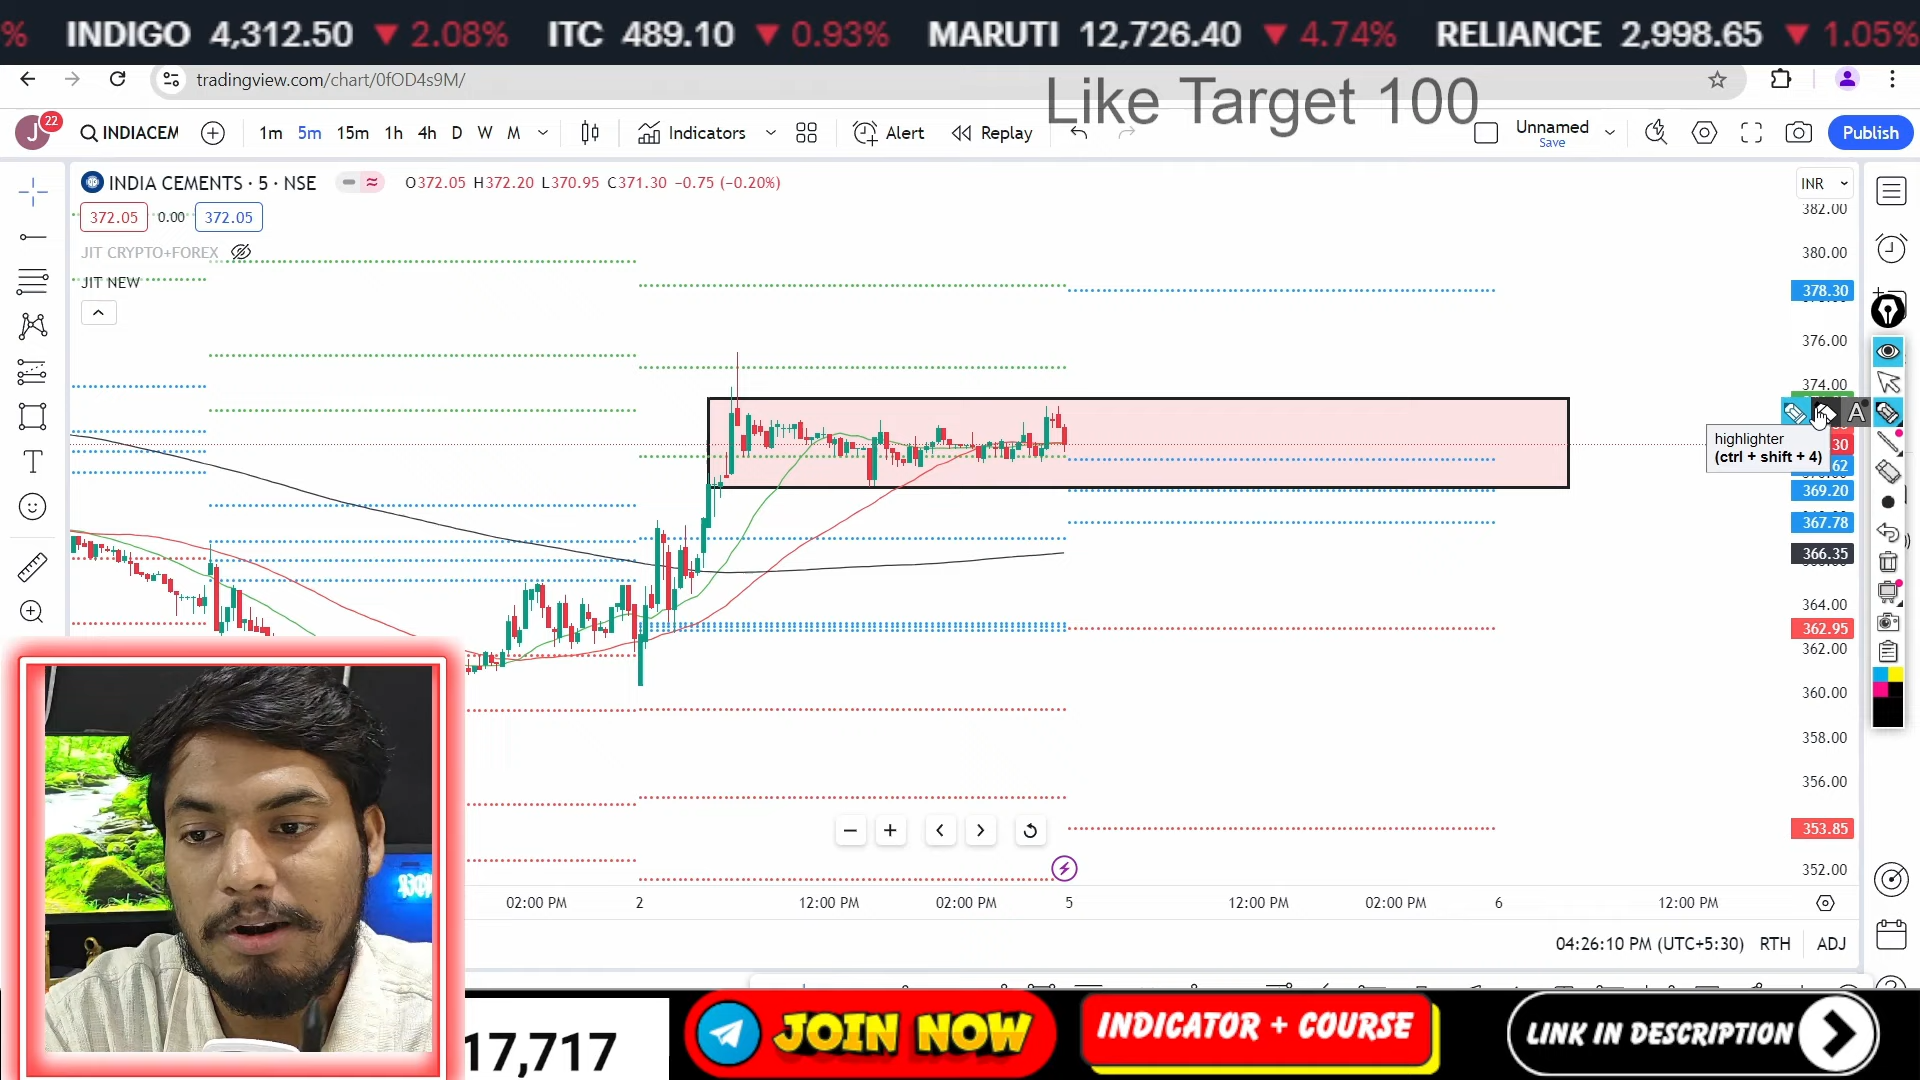 %
INDIGO 4,312.50 ▼ 2.08% ITC 489.10 ▼ 0.93% MARUTI 12,726.40 ▼ 4.74% RELIANCE 2,998.65 ▼ 1.05%
tradingview.com/chart/0fOD4s9M/
Like Target 100
J 22 INDIACEM 1m 5m 15m 1h 4h D W M Indicators Alert Replay Unnamed Save Publish
INDIA CEMENTS · 5 · NSE O372.05 H372.20 L370.95 C371.30 −0.75 (−0.20%)
INR
372.05 0.00 372.05
382.00
JIT CRYPTO+FOREX
380.00
JIT NEW
378.30
376.00
374.00
A
highlighter
(ctrl + shift + 4)
30
62
369.20
367.78
366.35
364.00
362.95
362.00
360.00
358.00
356.00
353.85
352.00
02:00 PM 2 12:00 PM 02:00 PM 5 12:00 PM 02:00 PM 6 12:00 PM
04:26:10 PM (UTC+5:30) RTH ADJ
17,717
JOIN NOW
INDICATOR + COURSE
LINK IN DESCRIPTION